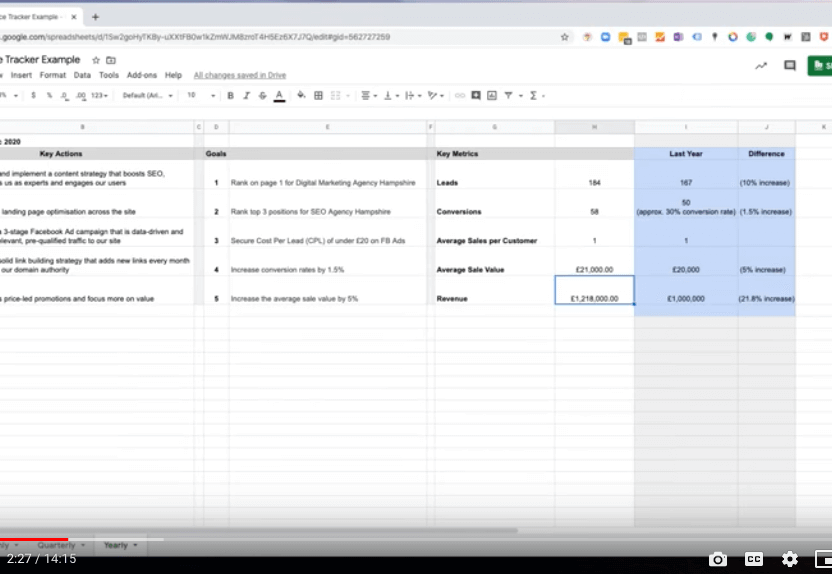 ce Tracker Example -
.google.com/spreadsheets/d/1Sw2goHyTKBy-uXXtFB0w1kZmWJM8zroT4H5Ez6X7J7Q/edit#gid=562727259
e Tracker Example
w Insert Format Data Tools Add-ons Help All changes saved in Drive
% $ % .0 .00 123 Default (Ari... 10 B I S A
B C D E F G H I J K
: 2020
Key Actions Goals Key Metrics Last Year Difference
and implement a content strategy that boosts SEO,
s us as experts and engages our users 1 Rank on page 1 for Digital Marketing Agency Hampshire Leads 184 167 (10% increase)
landing page optimisation across the site 2 Rank top 3 positions for SEO Agency Hampshire Conversions 58 50 (approx. 30% conversion rate) (1.5% increase)
3-stage Facebook Ad campaign that is data-driven and
elevant, pre-qualified traffic to our site 3 Secure Cost Per Lead (CPL) of under £20 on FB Ads Average Sales per Customer 1 1
solid link building strategy that adds new links every month
our domain authority 4 Increase conversion rates by 1.5% Average Sale Value £21,000.00 £20,000 (5% increase)
s price-led promotions and focus more on value 5 Increase the average sale value by 5% Revenue £1,218,000.00 £1,000,000 (21.8% increase)
Quarterly Yearly
2:27 / 14:15
CC